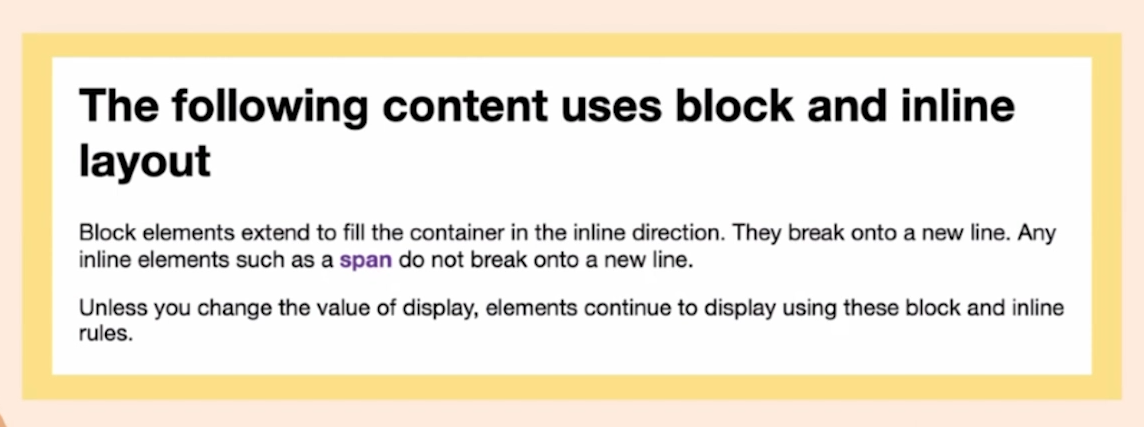 The following content uses block and inline
layout
Block elements extend to fill the container in the inline direction. They break onto a new line. Any
inline elements such as a span do not break onto a new line.
Unless you change the value of display, elements continue to display using these block and inline
rules.